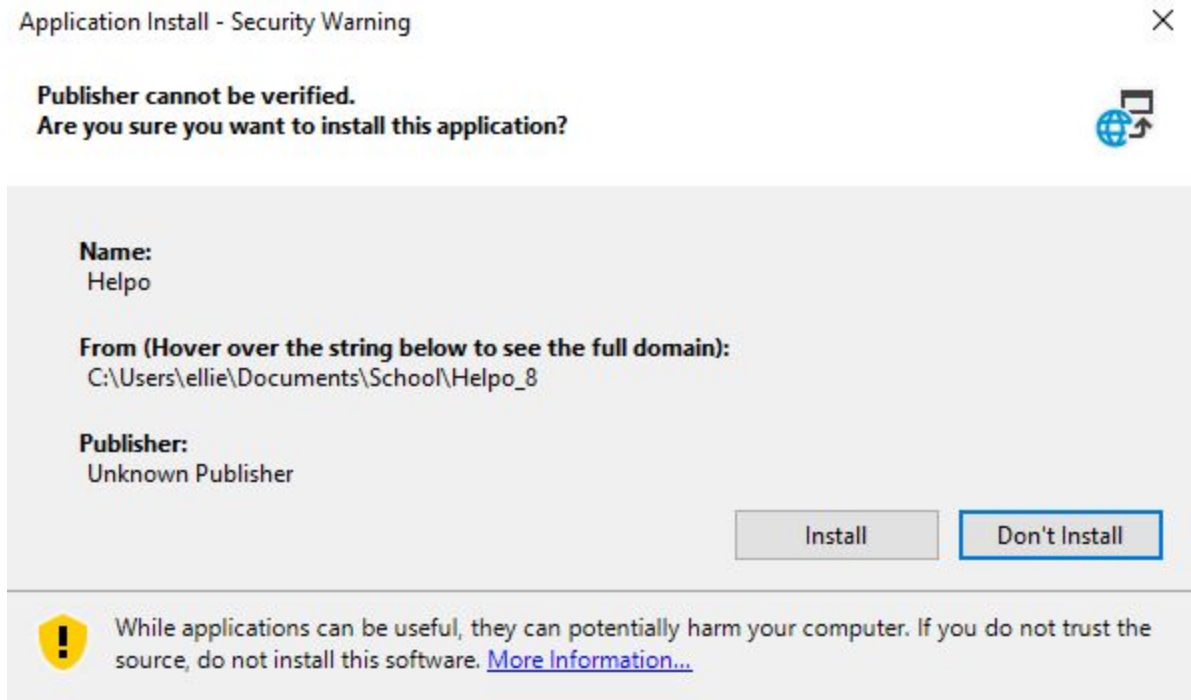 Application Install - Security Warning
Publisher cannot be verified.
Are you sure you want to install this application?
Name:
Helpo
From (Hover over the string below to see the full domain):
C:\Users\ellie\Documents\School\Helpo_8
Publisher:
Unknown Publisher
Install
Don't Install
While applications can be useful, they can potentially harm your computer. If you do not trust the
source, do not install this software. More Information...